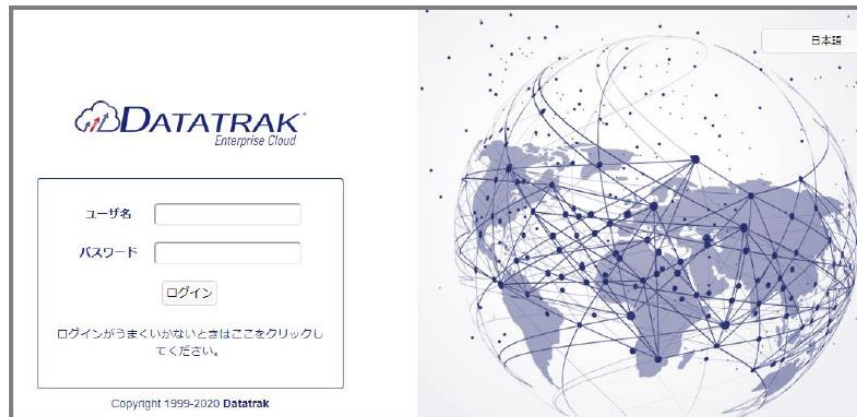 日本語
DATATRAK
Enterprise Cloud
ユーザ名
パスワード
ログイン
ログインがうまくいかないときはここをクリックし
てください。
Copyright 1999-2020 Datatrak